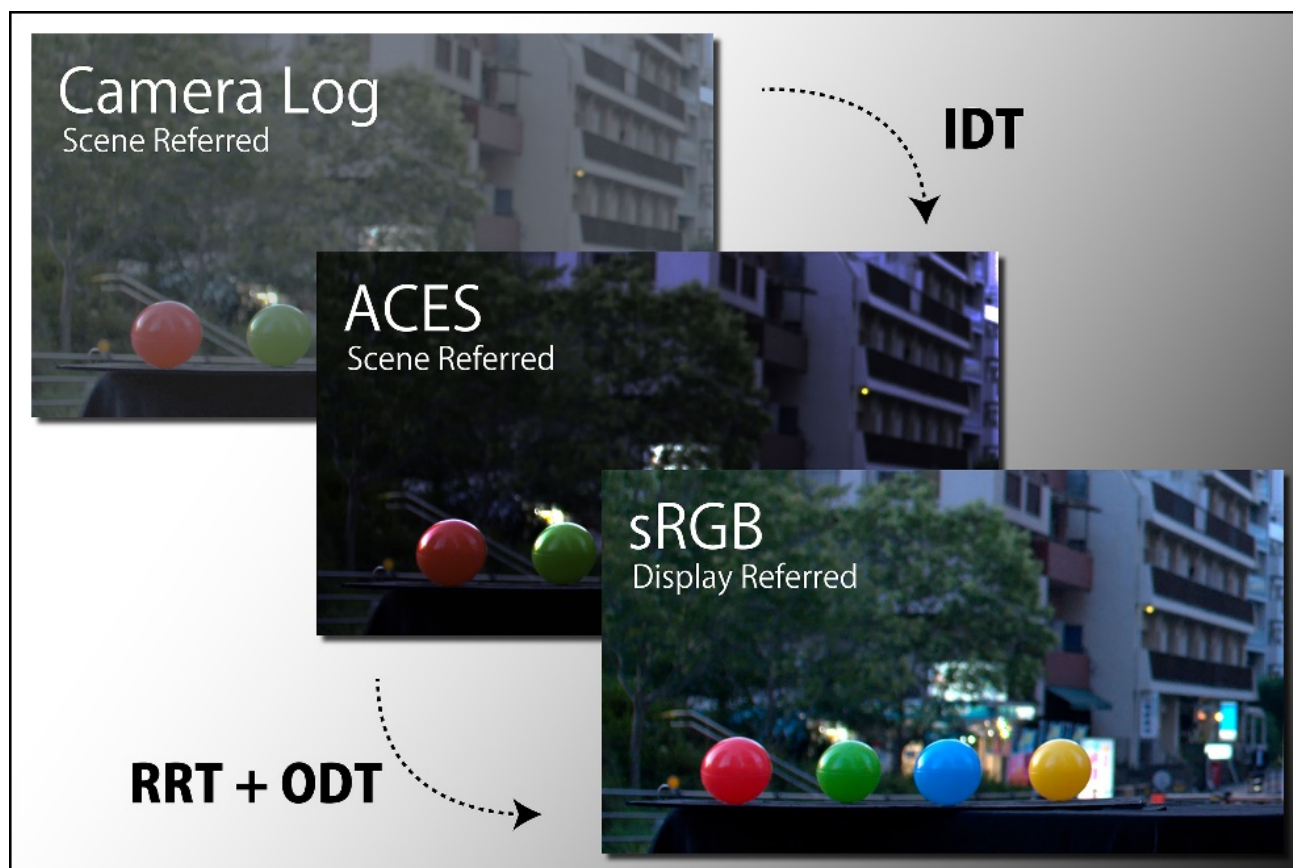 Camera Log
Scene Referred
IDT
ACES
Scene Referred
sRGB
Display Referred
RRT + ODT